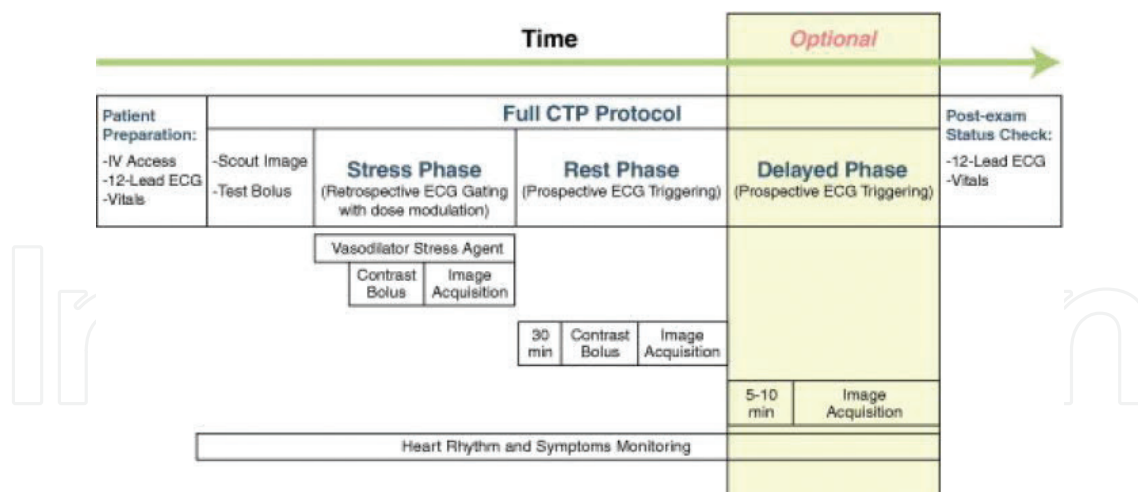 Time
Optional
Full CTP Protocol
Patient
Preparation:
-IV Access
-12-Lead ECG
-Vitals
-Scout Image
-Test Bolus
Stress Phase
(Retrospective ECG Gating
with dose modulation)
Rest Phase
(Prospective ECG Triggering)
Delayed Phase
(Prospective ECG Triggering)
Post-exam
Status Check:
-12-Lead ECG
-Vitals
Vasodilator Stress Agent
Contrast
Bolus
Image
Acquisition
30
min
Contrast
Bolus
Image
Acquisition
5-10
min
Image
Acquisition
Heart Rhythm and Symptoms Monitoring